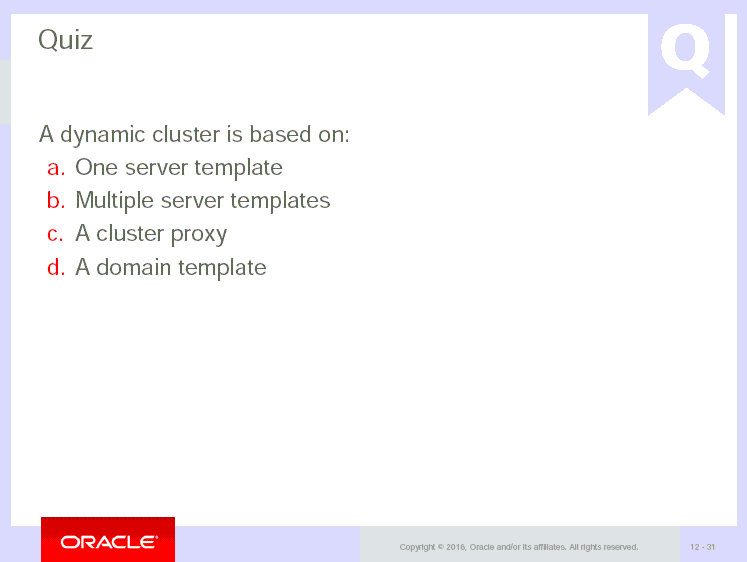 Quiz
Q
A dynamic cluster is based on:
a. One server template
b. Multiple server templates
c. A cluster proxy
d. A domain template
ORACLE
Copyright © 2016, Oracle and/or its affiliates. All rights reserved.
12 - 31